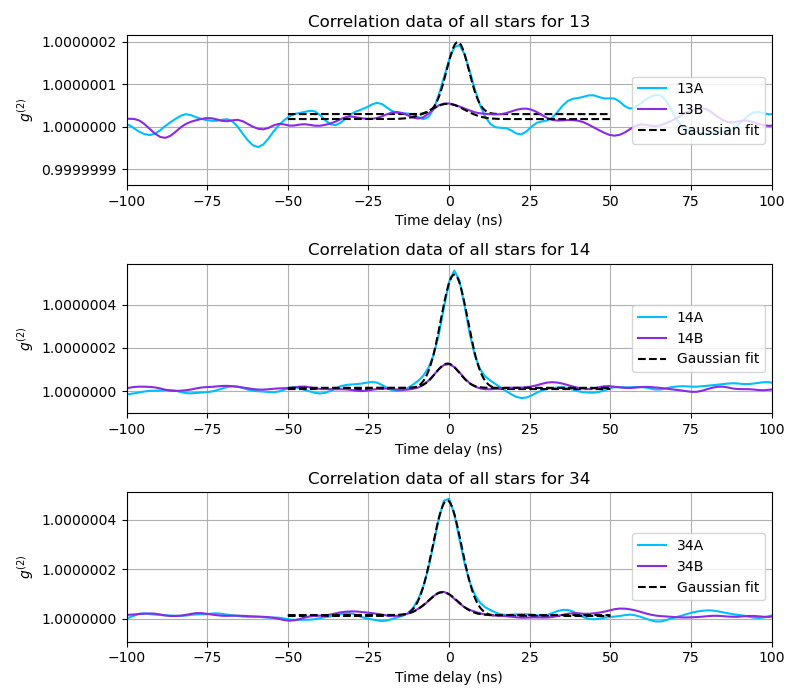 Correlation data of all stars for 13
1.0000002
1.0000001
1.0000000
0.9999999
g(2)
13A
13B
Gaussian fit
−100 −75 −50 −25 0 25 50 75 100
Time delay (ns)
Correlation data of all stars for 14
1.0000004
1.0000002
1.0000000
g(2)
14A
14B
Gaussian fit
−100 −75 −50 −25 0 25 50 75 100
Time delay (ns)
Correlation data of all stars for 34
1.0000004
1.0000002
1.0000000
g(2)
34A
34B
Gaussian fit
−100 −75 −50 −25 0 25 50 75 100
Time delay (ns)